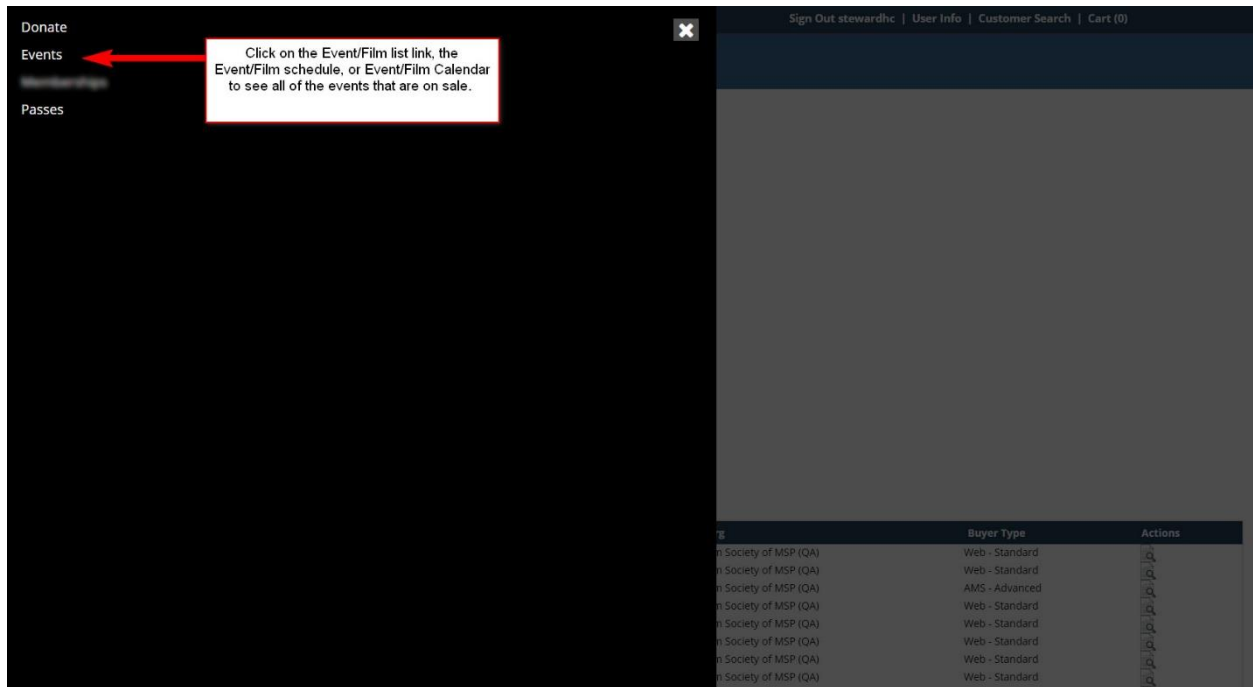 Donate
Sign Out stewardhc | User Info | Customer Search | Cart (0)
Events
Click on the Event/Film list link, the
Event/Film schedule, or Event/Film Calendar
to see all of the events that are on sale.
Passes
Buyer Type Actions
Society of MSP (QA) Web - Standard
Society of MSP (QA) Web - Standard
Society of MSP (QA) AMS - Advanced
Society of MSP (QA) Web - Standard
Society of MSP (QA) Web - Standard
Society of MSP (QA) Web - Standard
Society of MSP (QA) Web - Standard
Society of MSP (QA) Web - Standard